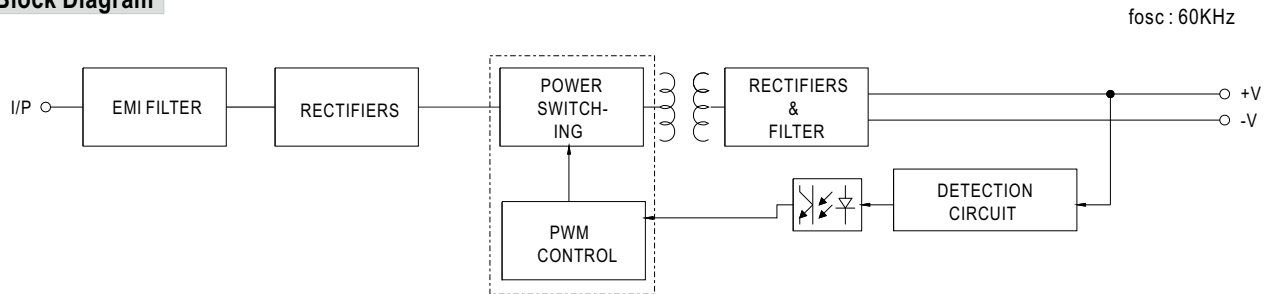 Block Diagram
fosc : 60KHz
I/P
EMI FILTER
RECTIFIERS
POWER
SWITCH-
ING
RECTIFIERS
&
FILTER
+V
-V
PWM
CONTROL
DETECTION
CIRCUIT